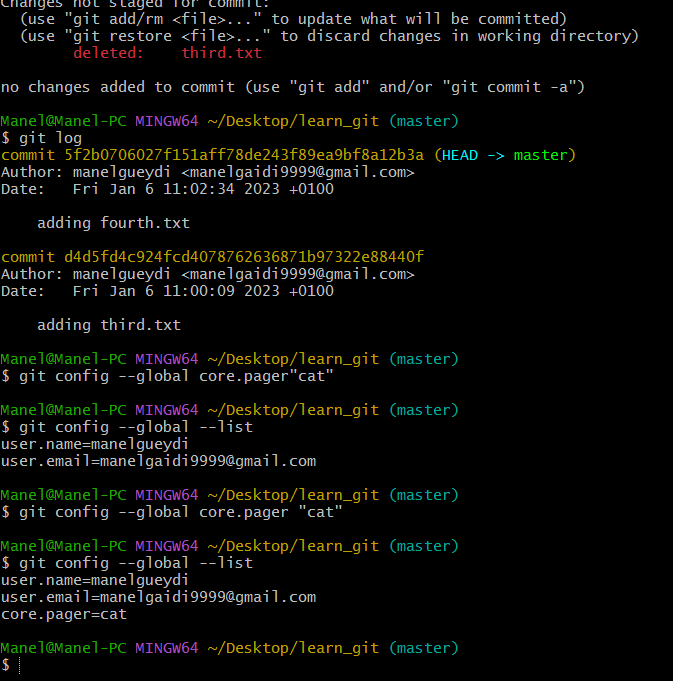 Changes not staged for commit:
  (use "git add/rm <file>..." to update what will be committed)
  (use "git restore <file>..." to discard changes in working directory)
        deleted:    third.txt

no changes added to commit (use "git add" and/or "git commit -a")

Manel@Manel-PC MINGW64 ~/Desktop/learn_git (master)
$ git log
commit 5f2b0706027f151aff78de243f89ea9bf8a12b3a (HEAD -> master)
Author: manelgueydi <manelgaidi9999@gmail.com>
Date:   Fri Jan 6 11:02:34 2023 +0100

    adding fourth.txt

commit d4d5fd4c924fcd4078762636871b97322e88440f
Author: manelgueydi <manelgaidi9999@gmail.com>
Date:   Fri Jan 6 11:00:09 2023 +0100

    adding third.txt

Manel@Manel-PC MINGW64 ~/Desktop/learn_git (master)
$ git config --global core.pager"cat"

Manel@Manel-PC MINGW64 ~/Desktop/learn_git (master)
$ git config --global --list
user.name=manelgueydi
user.email=manelgaidi9999@gmail.com

Manel@Manel-PC MINGW64 ~/Desktop/learn_git (master)
$ git config --global core.pager "cat"

Manel@Manel-PC MINGW64 ~/Desktop/learn_git (master)
$ git config --global --list
user.name=manelgueydi
user.email=manelgaidi9999@gmail.com
core.pager=cat

Manel@Manel-PC MINGW64 ~/Desktop/learn_git (master)
$